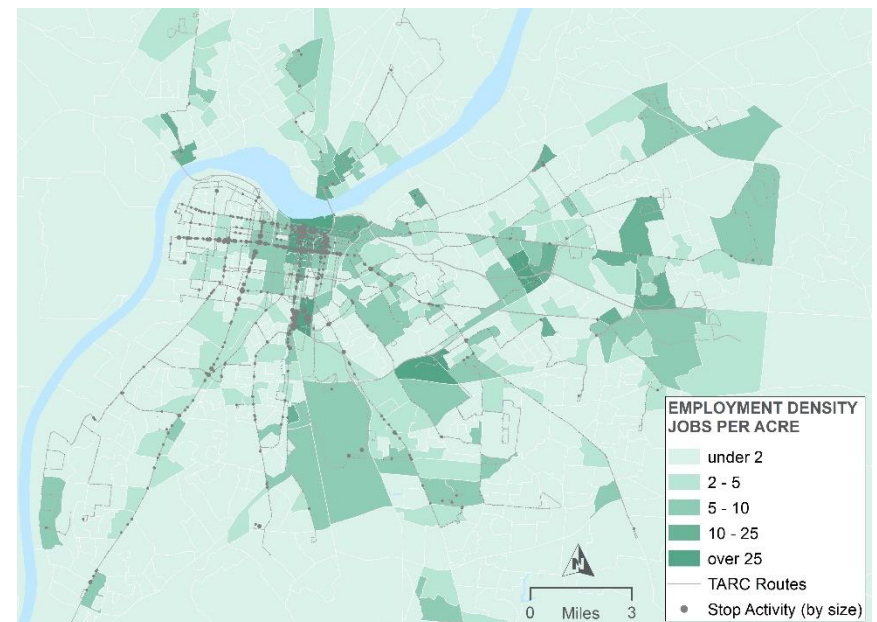 EMPLOYMENT DENSITY
JOBS PER ACRE
under 2
2 - 5
5 - 10
10 - 25
over 25
TARC Routes
Stop Activity (by size)
N
0 Miles 3